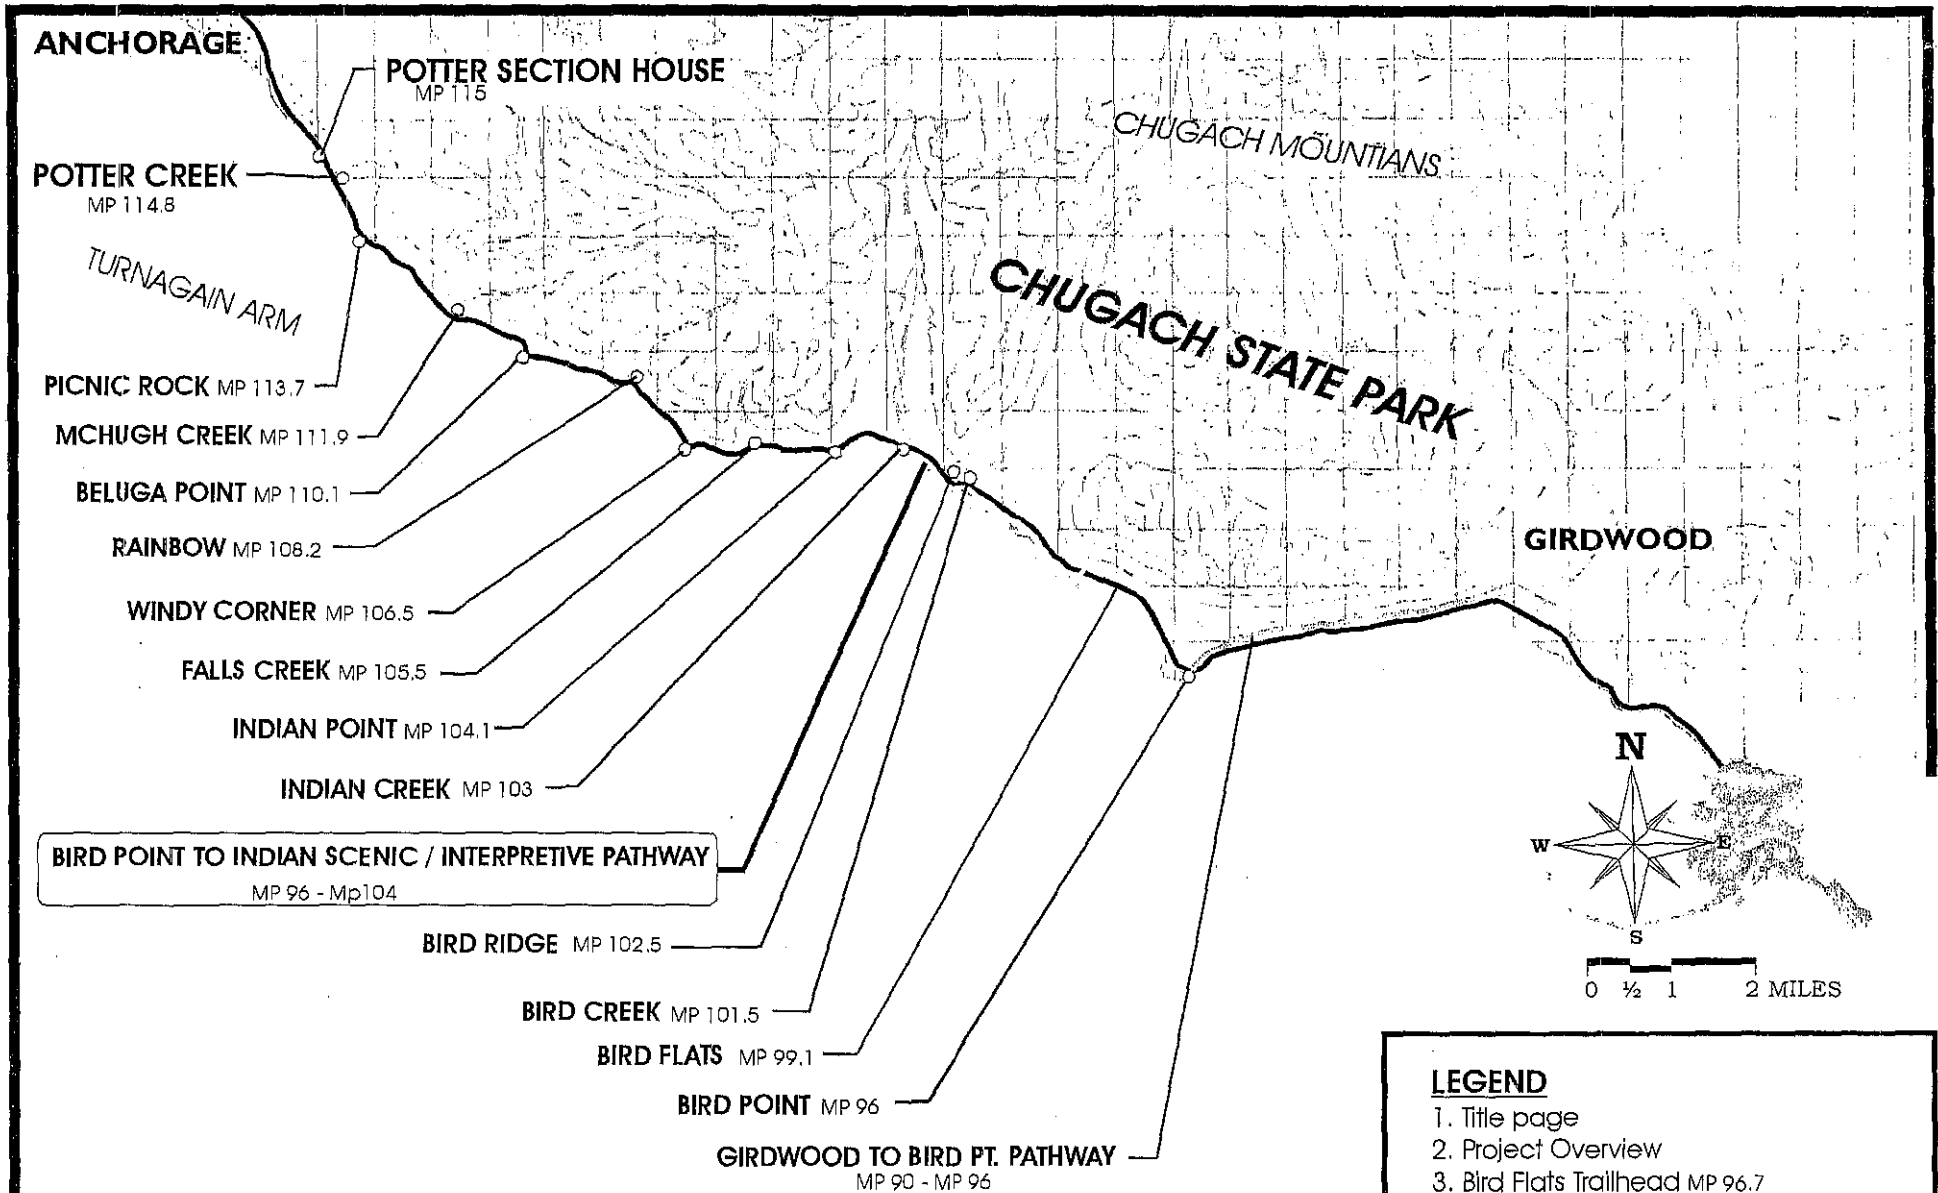 ANCHORAGE
POTTER SECTION HOUSE
MP 115
CHUGACH MOUNTIANS
POTTER CREEK
MP 114.8
TURNAGAIN ARM
CHUGACH STATE PARK
PICNIC ROCK MP 113.7
MCHUGH CREEK MP 111.9
BELUGA POINT MP 110.1
RAINBOW MP 108.2
GIRDWOOD
WINDY CORNER MP 106.5
FALLS CREEK MP 105.5
INDIAN POINT MP 104.1
INDIAN CREEK MP 103
BIRD POINT TO INDIAN SCENIC / INTERPRETIVE PATHWAY
MP 96 - Mp104
BIRD RIDGE MP 102.5
BIRD CREEK MP 101.5
BIRD FLATS MP 99.1
BIRD POINT MP 96
GIRDWOOD TO BIRD PT. PATHWAY
MP 90 - MP 96
N
W E
S
0 ½ 1 2 MILES
LEGEND
1. Title page
2. Project Overview
3. Bird Flats Trailhead MP 96.7